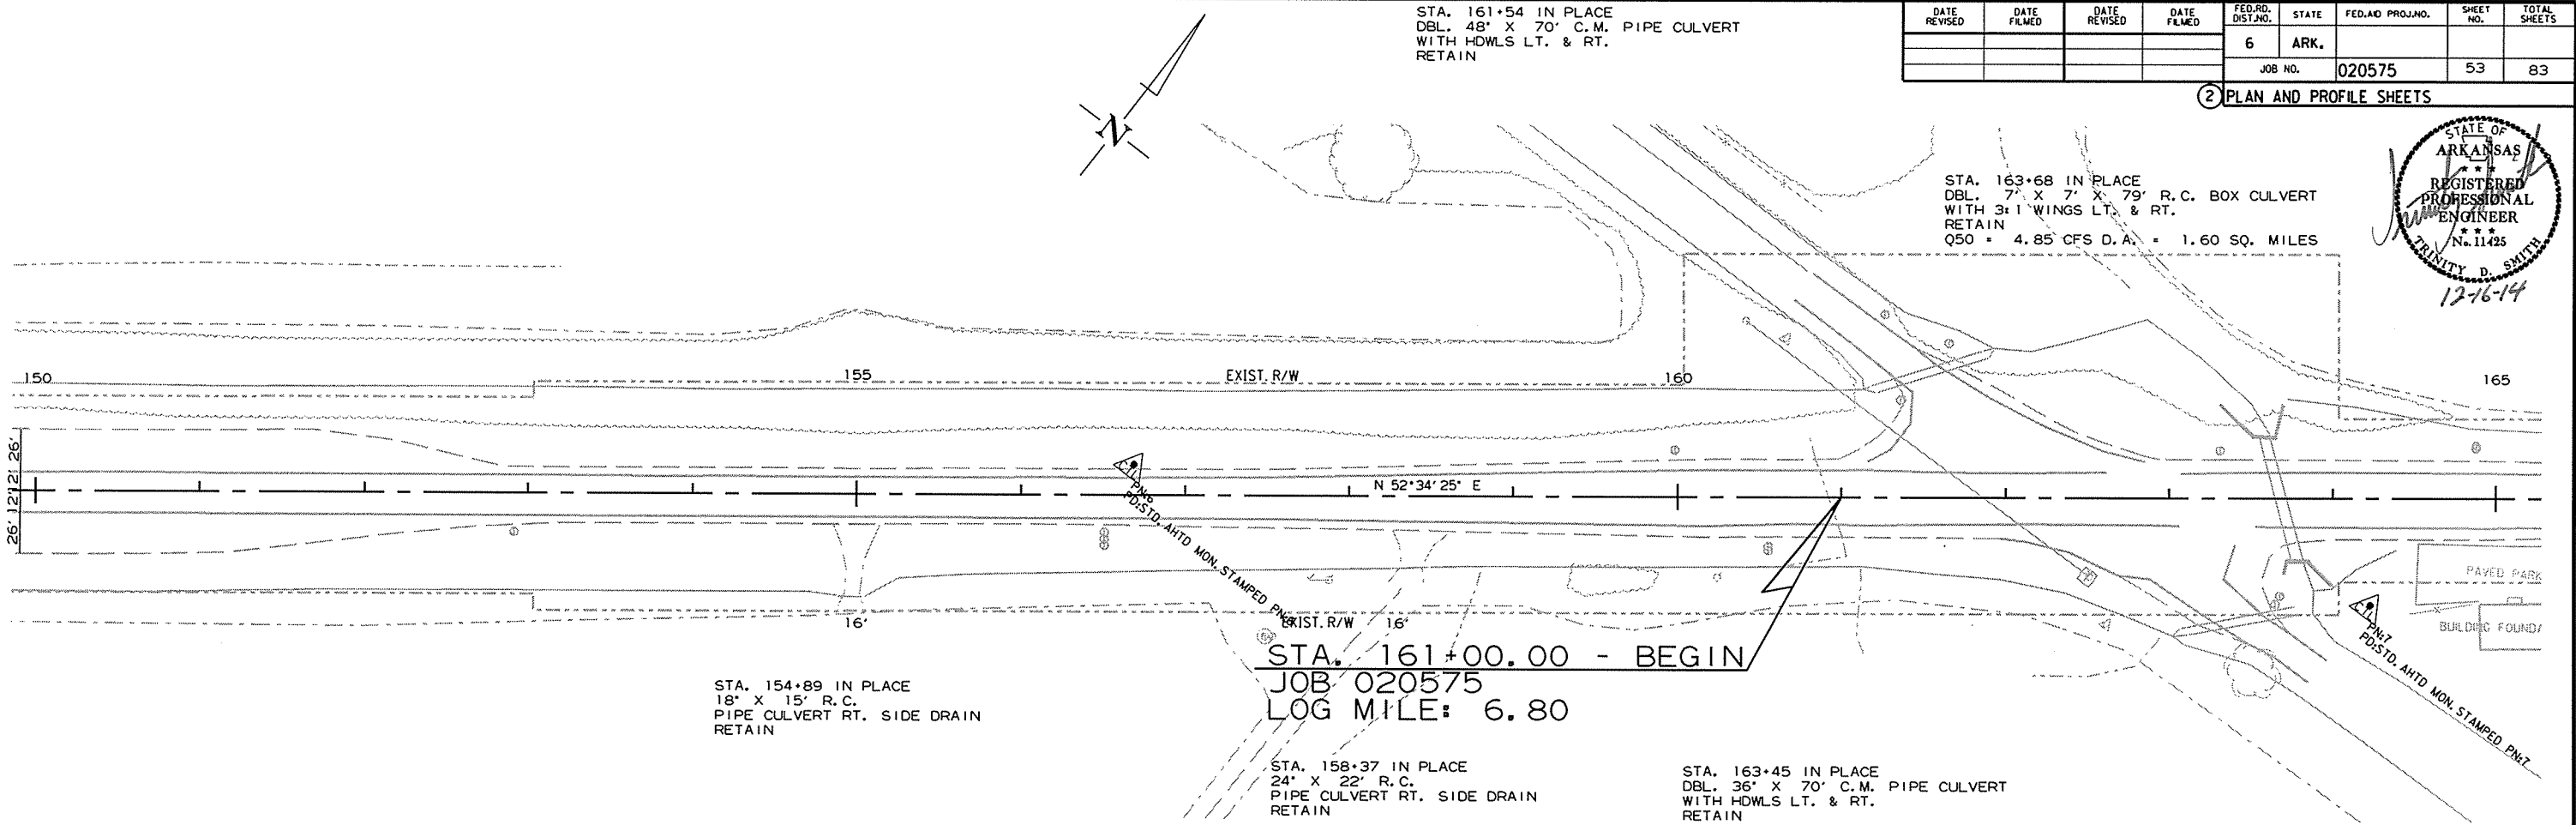 STA. 161+54 IN PLACE
DBL. 48" X 70' C.M. PIPE CULVERT
WITH HDWLS LT. & RT.
RETAIN
DATE REVISED
DATE FILMED
DATE REVISED
DATE FILMED
FED.RD. DIST.NO.
STATE
FED.AID PROJ.NO.
SHEET NO.
TOTAL SHEETS
6
ARK.
JOB NO.
020575
53
83
2 PLAN AND PROFILE SHEETS
N
STATE OF
ARKANSAS
★ ★ ★
REGISTERED
PROFESSIONAL
ENGINEER
★ ★ ★
No. 11425
TRINITY D. SMITH
12-16-14
STA. 163+68 IN PLACE
DBL. 7' X 7' X 79' R.C. BOX CULVERT
WITH 3:1 WINGS LT. & RT.
RETAIN
Q50 = 4.85 CFS D.A. = 1.60 SQ. MILES
150
155
EXIST. R/W
160
165
26' 12' 12' 26'
N 52°34'25" E
PN:6
PD:STD. AHTD MON. STAMPED PN:6
16'
EXIST. R/W
16'
PAVED PARK
BUILDING FOUND
PN:7
PD:STD. AHTD MON. STAMPED PN:7
STA. 161+00.00 - BEGIN
JOB 020575
LOG MILE: 6.80
STA. 154+89 IN PLACE
18" X 15' R.C.
PIPE CULVERT RT. SIDE DRAIN
RETAIN
STA. 158+37 IN PLACE
24" X 22' R.C.
PIPE CULVERT RT. SIDE DRAIN
RETAIN
STA. 163+45 IN PLACE
DBL. 36" X 70' C.M. PIPE CULVERT
WITH HDWLS LT. & RT.
RETAIN